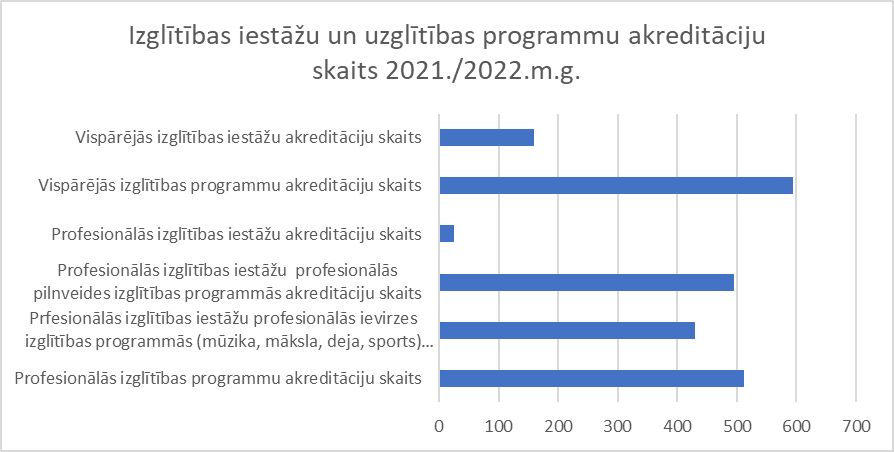 Izglītības iestāžu un uzglītības programmu akreditāciju
skaits 2021./2022.m.g.
Vispārējās izglītības iestāžu akreditāciju skaits
Vispārējās izglītības programmu akreditāciju skaits
Profesionālās izglītības iestāžu akreditāciju skaits
Profesionālās izglītības iestāžu  profesionālās
pilnveides izglītības programmās akreditāciju skaits
Prfesionālās izglītības iestāžu profesionālās ievirzes
izglītības programmās (mūzika, māksla, deja, sports)…
Profesionālās izglītības programmu akreditāciju skaits
0 100 200 300 400 500 600 700